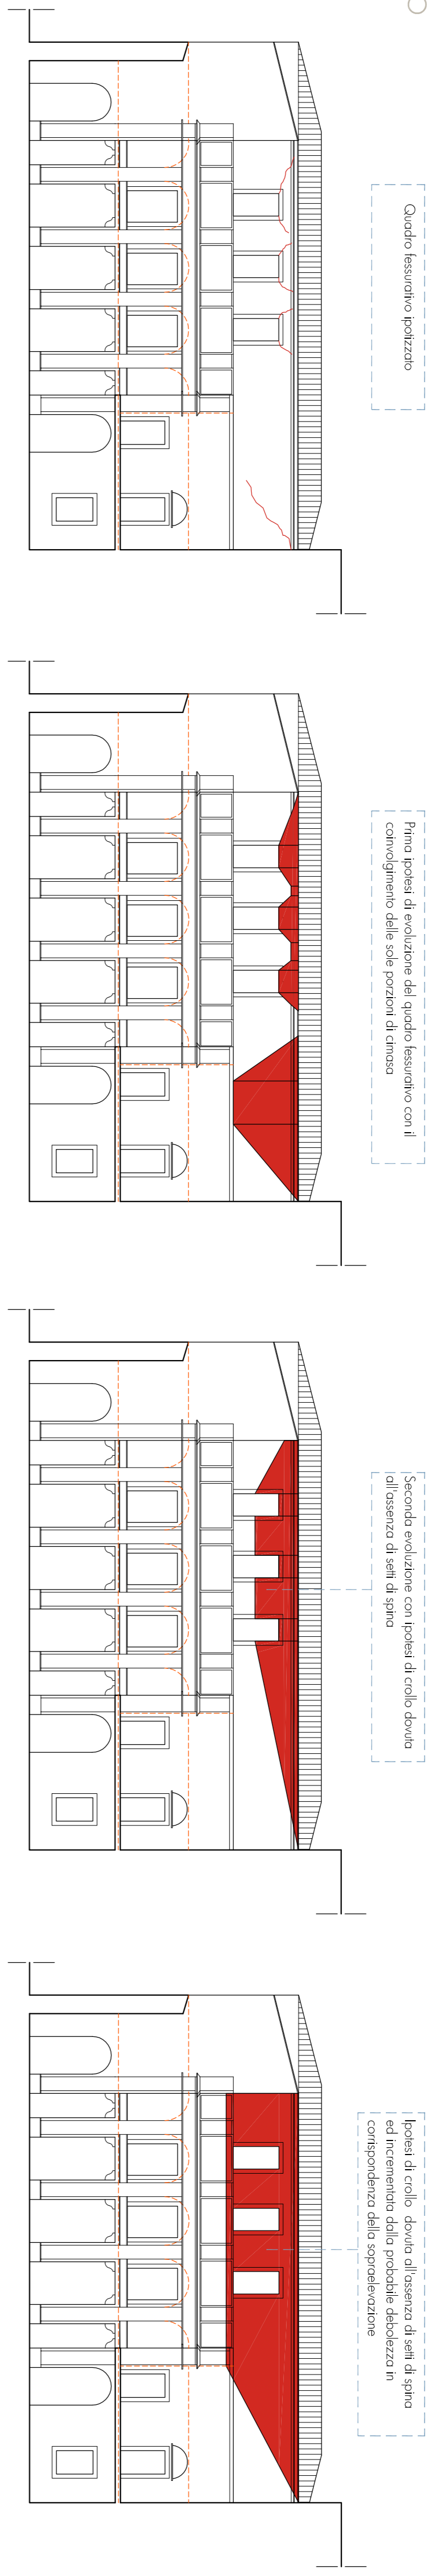 Quadro fessurativo ipotizzato
Prima ipotesi di evoluzione del quadro fessurativo con il
coinvolgimento delle sole porzioni di cimasa
Seconda evoluzione con ipotesi di crollo dovuta
all'assenza di setti di spina
Ipotesi di crollo dovuta all'assenza di setti di spina
ed incrementata dalla probabile debolezza in
corrispondenza della sopraelevazione